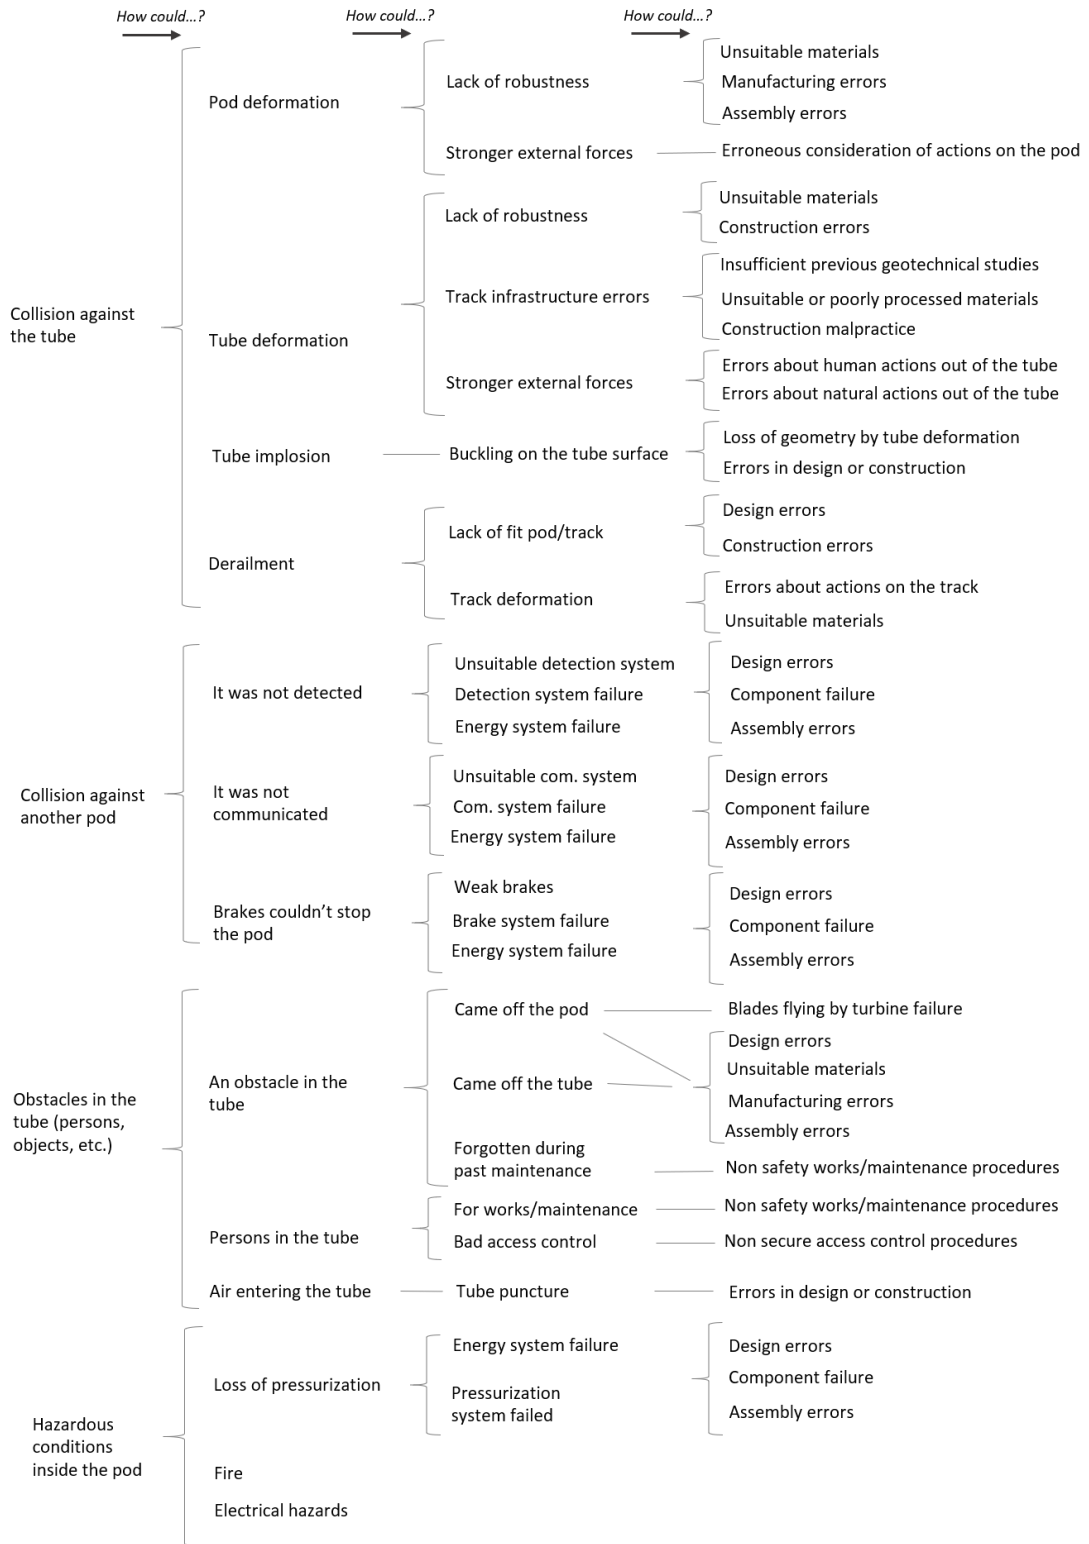 How could...?
How could...?
How could...?
Collision against
the tube
Pod deformation
Lack of robustness
Unsuitable materials
Manufacturing errors
Assembly errors
Stronger external forces
Erroneous consideration of actions on the pod
Tube deformation
Lack of robustness
Unsuitable materials
Construction errors
Track infrastructure errors
Insufficient previous geotechnical studies
Unsuitable or poorly processed materials
Construction malpractice
Stronger external forces
Errors about human actions out of the tube
Errors about natural actions out of the tube
Tube implosion
Buckling on the tube surface
Loss of geometry by tube deformation
Errors in design or construction
Derailment
Lack of fit pod/track
Design errors
Construction errors
Track deformation
Errors about actions on the track
Unsuitable materials
Collision against
another pod
It was not detected
Unsuitable detection system
Detection system failure
Energy system failure
Design errors
Component failure
Assembly errors
It was not
communicated
Unsuitable com. system
Com. system failure
Energy system failure
Design errors
Component failure
Assembly errors
Brakes couldn't stop
the pod
Weak brakes
Brake system failure
Energy system failure
Design errors
Component failure
Assembly errors
Obstacles in the
tube (persons,
objects, etc.)
An obstacle in the
tube
Came off the pod
Blades flying by turbine failure
Came off the tube
Design errors
Unsuitable materials
Manufacturing errors
Assembly errors
Forgotten during
past maintenance
Non safety works/maintenance procedures
Persons in the tube
For works/maintenance
Non safety works/maintenance procedures
Bad access control
Non secure access control procedures
Air entering the tube
Tube puncture
Errors in design or construction
Hazardous
conditions
inside the pod
Loss of pressurization
Energy system failure
Pressurization
system failed
Design errors
Component failure
Assembly errors
Fire
Electrical hazards